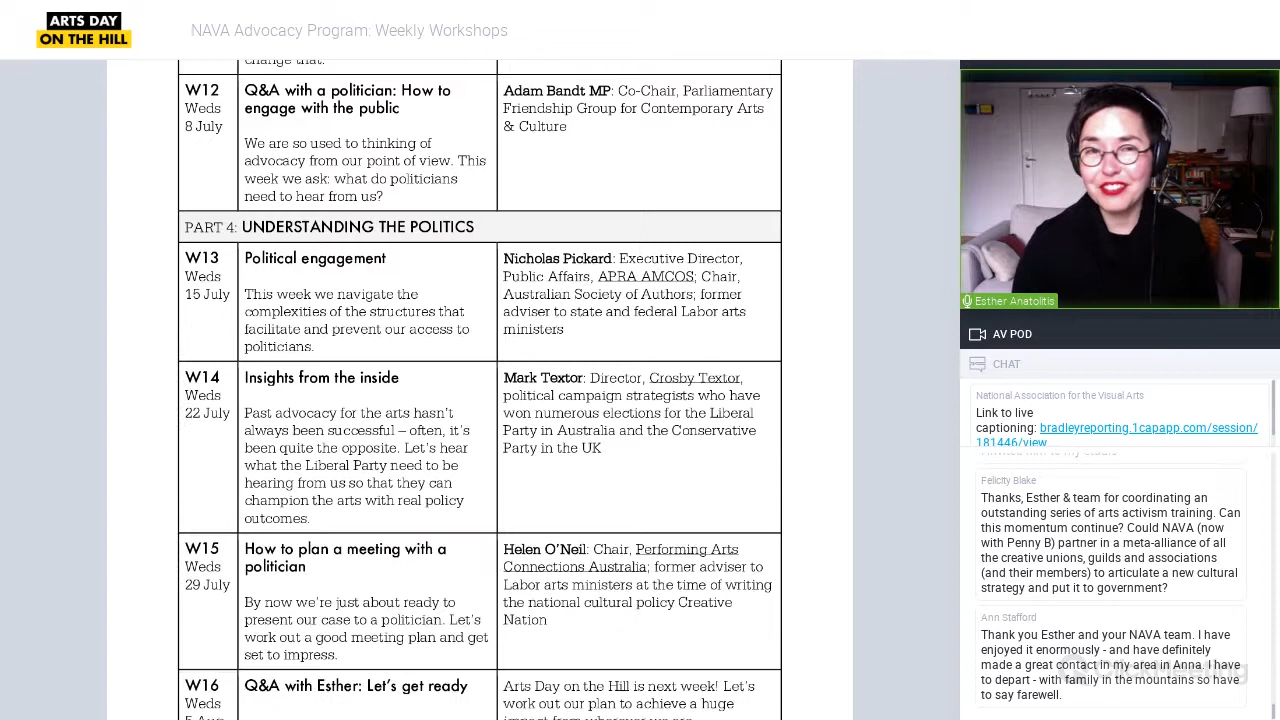 ARTS DAY
ON THE HILL
NAVA Advocacy Program: Weekly Workshops
change that.
W12
Weds
8 July
Q&A with a politician: How to
engage with the public
We are so used to thinking of
advocacy from our point of view. This
week we ask: what do politicians
need to hear from us?
Adam Bandt MP: Co-Chair, Parliamentary
Friendship Group for Contemporary Arts
& Culture
PART 4: UNDERSTANDING THE POLITICS
W13
Weds
15 July
Political engagement
This week we navigate the
complexities of the structures that
facilitate and prevent our access to
politicians.
Nicholas Pickard: Executive Director,
Public Affairs, APRA AMCOS; Chair,
Australian Society of Authors; former
adviser to state and federal Labor arts
ministers
W14
Weds
22 July
Insights from the inside
Past advocacy for the arts hasn't
always been successful – often, it's
been quite the opposite. Let's hear
what the Liberal Party need to be
hearing from us so that they can
champion the arts with real policy
outcomes.
Mark Textor: Director, Crosby Textor,
political campaign strategists who have
won numerous elections for the Liberal
Party in Australia and the Conservative
Party in the UK
W15
Weds
29 July
How to plan a meeting with a
politician
By now we're just about ready to
present our case to a politician. Let's
work out a good meeting plan and get
set to impress.
Helen O'Neil: Chair, Performing Arts
Connections Australia; former adviser to
Labor arts ministers at the time of writing
the national cultural policy Creative
Nation
W16
Weds
5 Aug
Q&A with Esther: Let's get ready
Arts Day on the Hill is next week! Let's
work out our plan to achieve a huge
impact from wherever we are.
Esther Anatolitis
AV POD
CHAT
National Association for the Visual Arts
Link to live
captioning: bradleyreporting.1capapp.com/session/
181446/view
I invited him to my studio
Felicity Blake
Thanks, Esther & team for coordinating an
outstanding series of arts activism training. Can
this momentum continue? Could NAVA (now
with Penny B) partner in a meta-alliance of all
the creative unions, guilds and associations
(and their members) to articulate a new cultural
strategy and put it to government?
Ann Stafford
Thank you Esther and your NAVA team. I have
enjoyed it enormously - and have definitely
made a great contact in my area in Anna. I have
to depart - with family in the mountains so have
to say farewell.
ClickMeeting